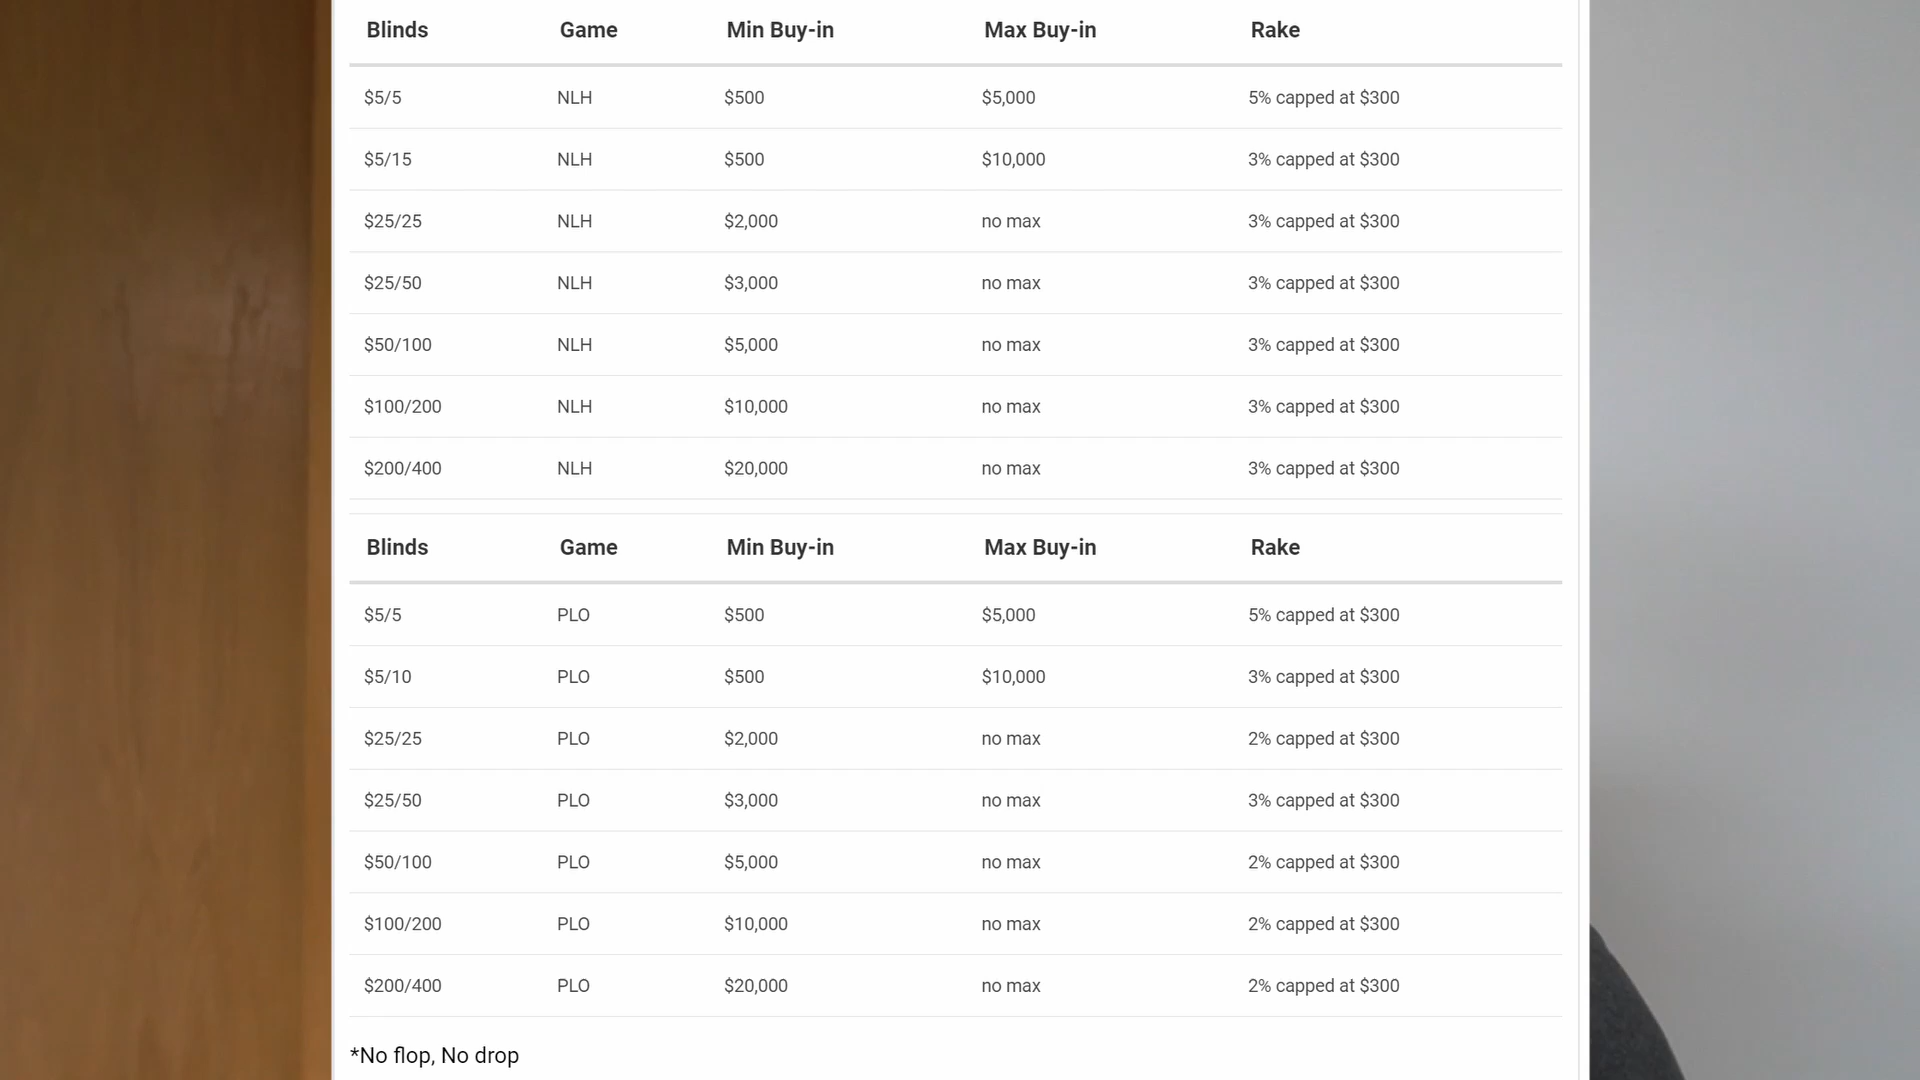 Blinds Game Min Buy-in Max Buy-in Rake
$5/5 NLH $500 $5,000 5% capped at $300
$5/15 NLH $500 $10,000 3% capped at $300
$25/25 NLH $2,000 no max 3% capped at $300
$25/50 NLH $3,000 no max 3% capped at $300
$50/100 NLH $5,000 no max 3% capped at $300
$100/200 NLH $10,000 no max 3% capped at $300
$200/400 NLH $20,000 no max 3% capped at $300
Blinds Game Min Buy-in Max Buy-in Rake
$5/5 PLO $500 $5,000 5% capped at $300
$5/10 PLO $500 $10,000 3% capped at $300
$25/25 PLO $2,000 no max 2% capped at $300
$25/50 PLO $3,000 no max 3% capped at $300
$50/100 PLO $5,000 no max 2% capped at $300
$100/200 PLO $10,000 no max 2% capped at $300
$200/400 PLO $20,000 no max 2% capped at $300
*No flop, No drop